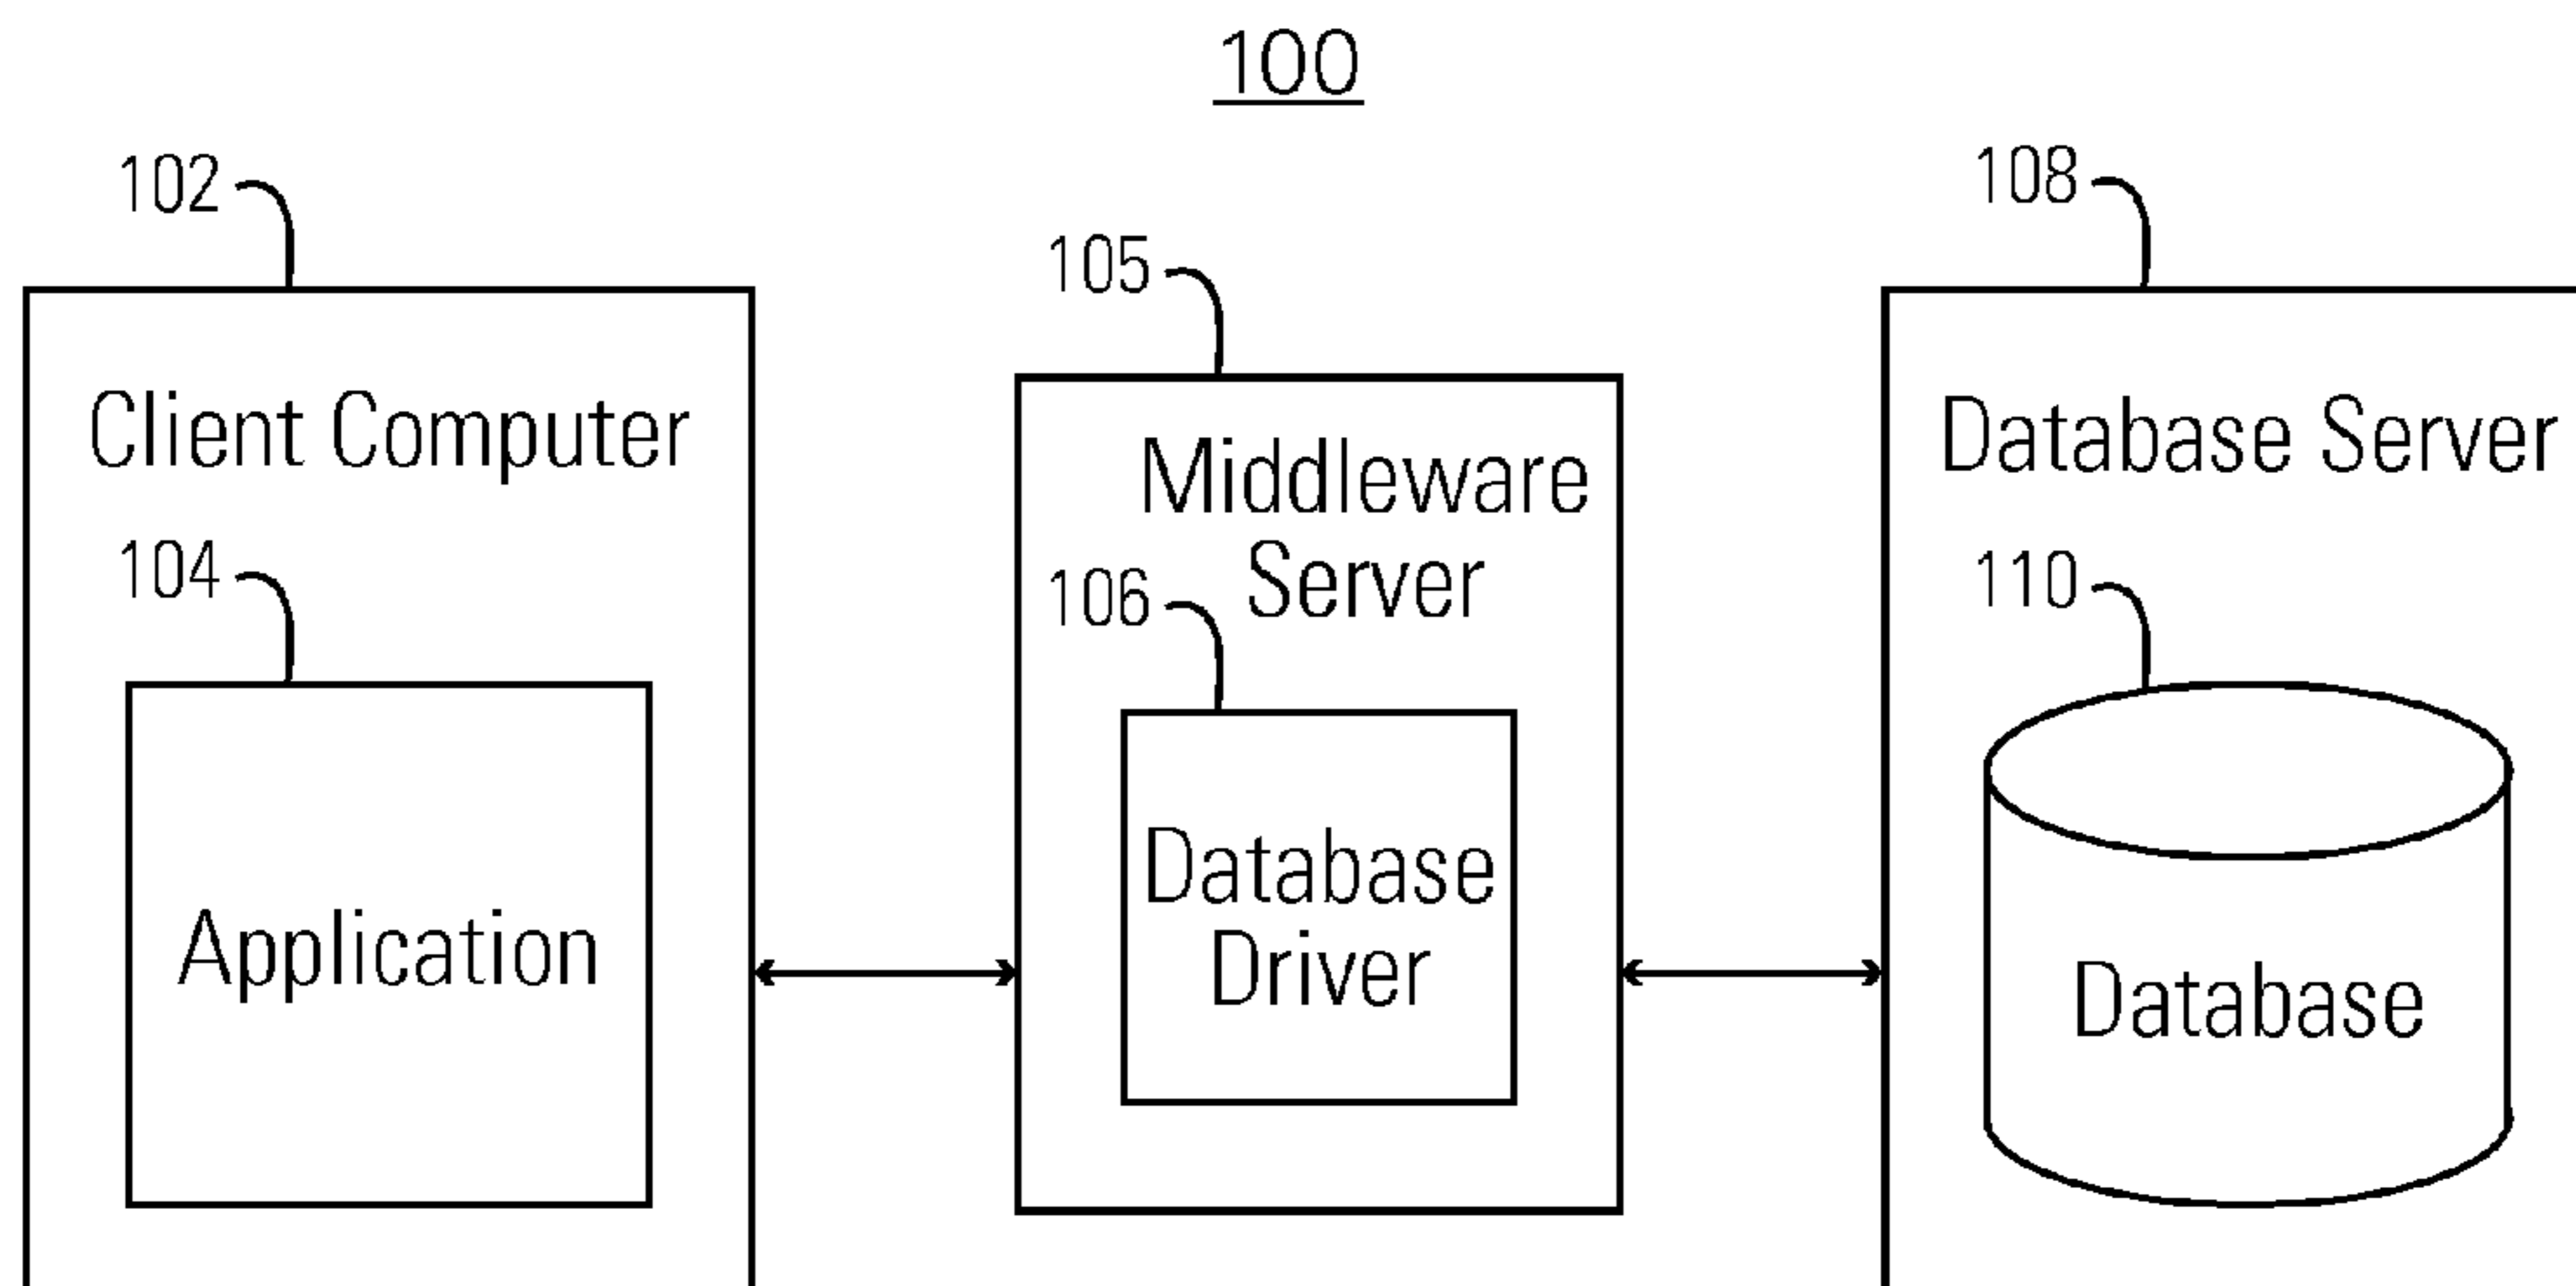 100
102
108
105
Client Computer
Database Server
Middleware
Server
104
110
106
Database
Driver
Application
Database